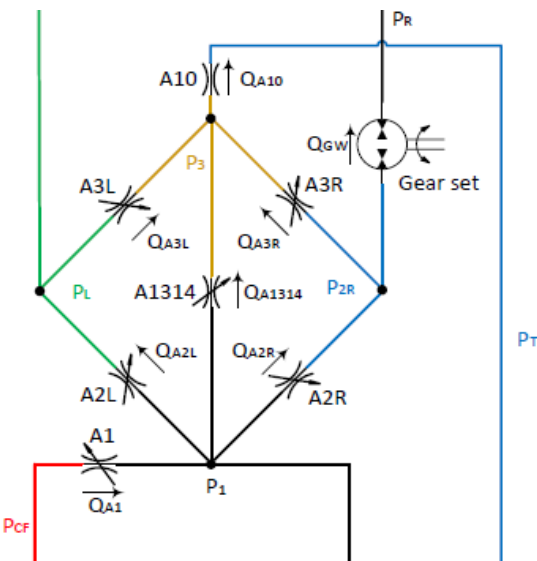 PR
A10
QA10
QGW
P3
A3L
A3R
Gear set
QA3L
QA3R
PL
A1314
QA1314
P2R
PT
QA2L
QA2R
A2L
A2R
A1
P1
QA1
PCF